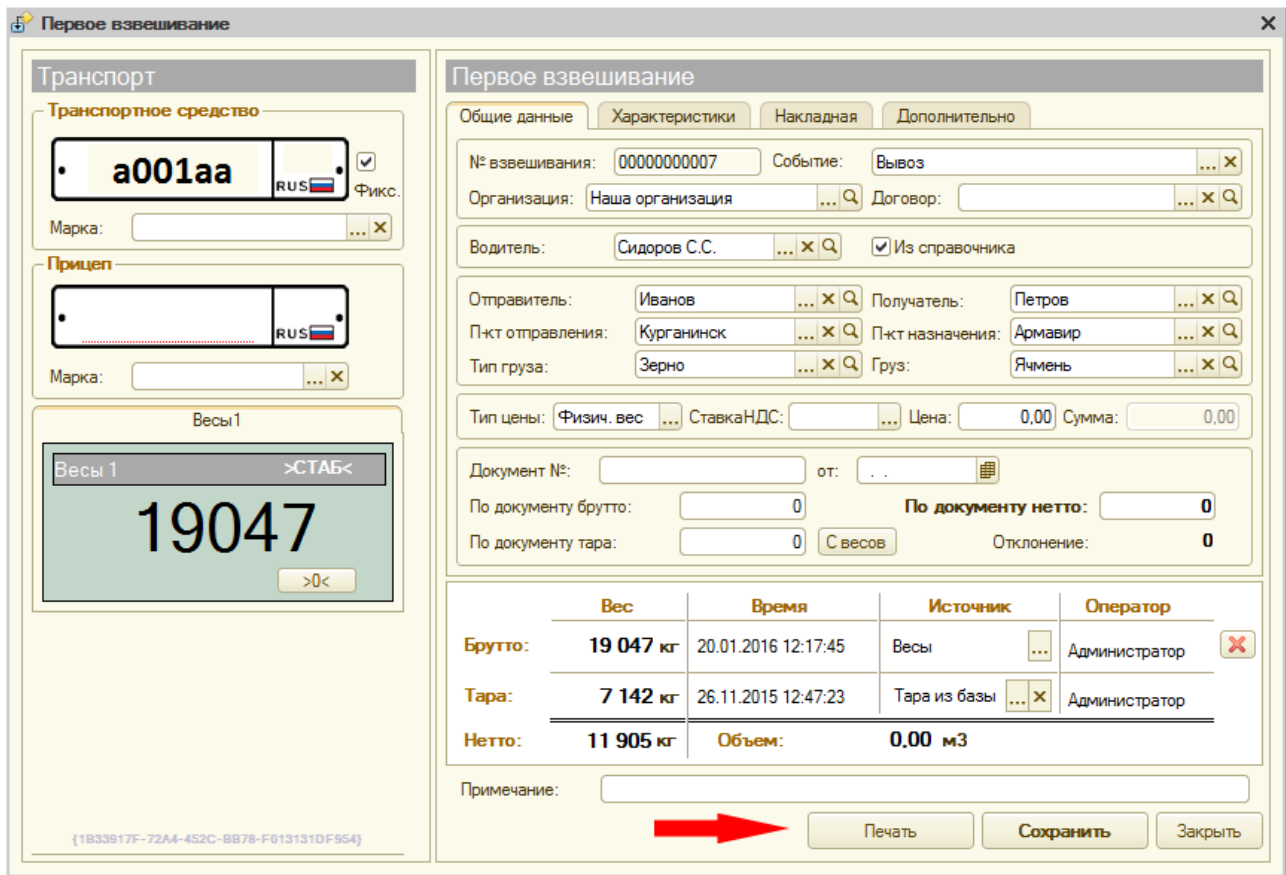 Первое взвешивание
Транспорт
Транспортное средство
а001аа
RUS
Фикс.
Марка:
...
Прицеп
RUS
Марка:
...
Весы1
Весы 1 >СТАБ<
19047
>0<
{1B33917F-72A4-452C-BB78-F013131DF954}
Первое взвешивание
Общие данные Характеристики Накладная Дополнительно
№ взвешивания: 00000000007 Событие: Вывоз ...
Организация: Наша организация ... Договор: ...
Водитель: Сидоров С.С. ... Из справочника
Отправитель: Иванов ... Получатель: Петров ...
П-кт отправления: Курганинск ... П-кт назначения: Армавир ...
Тип груза: Зерно ... Груз: Ячмень ...
Тип цены: Физич. вес ... СтавкаНДС: ... Цена: 0,00 Сумма: 0,00
Документ №: от: . .
По документу брутто: 0 По документу нетто: 0
По документу тара: 0 С весов Отклонение: 0
Вес Время Источник Оператор
Брутто: 19 047 кг 20.01.2016 12:17:45 Весы ... Администратор
Тара: 7 142 кг 26.11.2015 12:47:23 Тара из базы ... Администратор
Нетто: 11 905 кг Объем: 0,00 м3
Примечание:
Печать Сохранить Закрыть